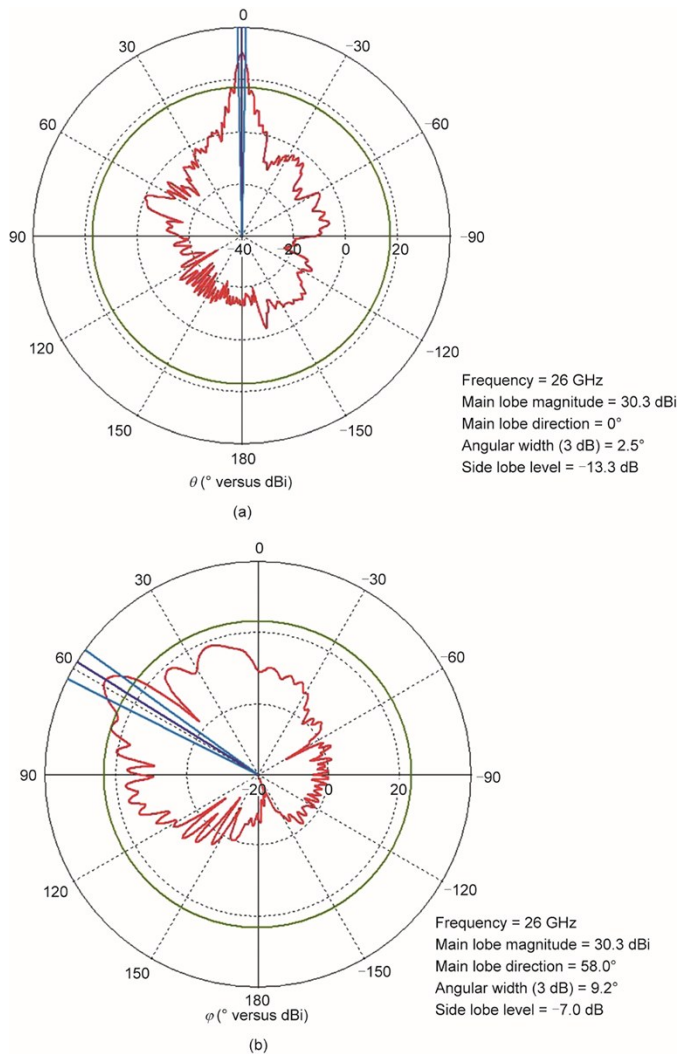 0
30
−30
60
−60
90
−40
20
0
20
−90
120
−120
150
−150
180
θ (° versus dBi)
Frequency = 26 GHz
Main lobe magnitude = 30.3 dBi
Main lobe direction = 0°
Angular width (3 dB) = 2.5°
Side lobe level = −13.3 dB
(a)
0
30
−30
60
−60
90
20
0
20
−90
120
−120
150
−150
180
φ (° versus dBi)
Frequency = 26 GHz
Main lobe magnitude = 30.3 dBi
Main lobe direction = 58.0°
Angular width (3 dB) = 9.2°
Side lobe level = −7.0 dB
(b)